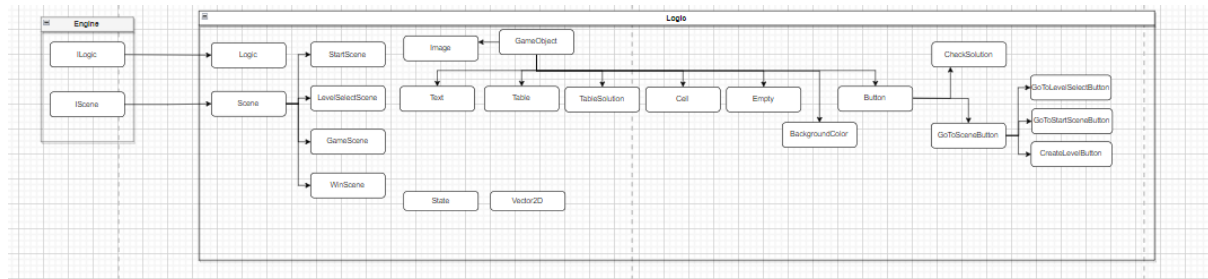 Engine
Logic
ILogic
IScene
Logic
Scene
StartScene
LevelSelectScene
GameScene
WinScene
Image
GameObject
Text
Table
TableSolution
Cell
Empty
BackgroundColor
Button
CheckSolution
GoToSceneButton
GoToLevelSelectButton
GoToStartSceneButton
CreateLevelButton
State
Vector2D